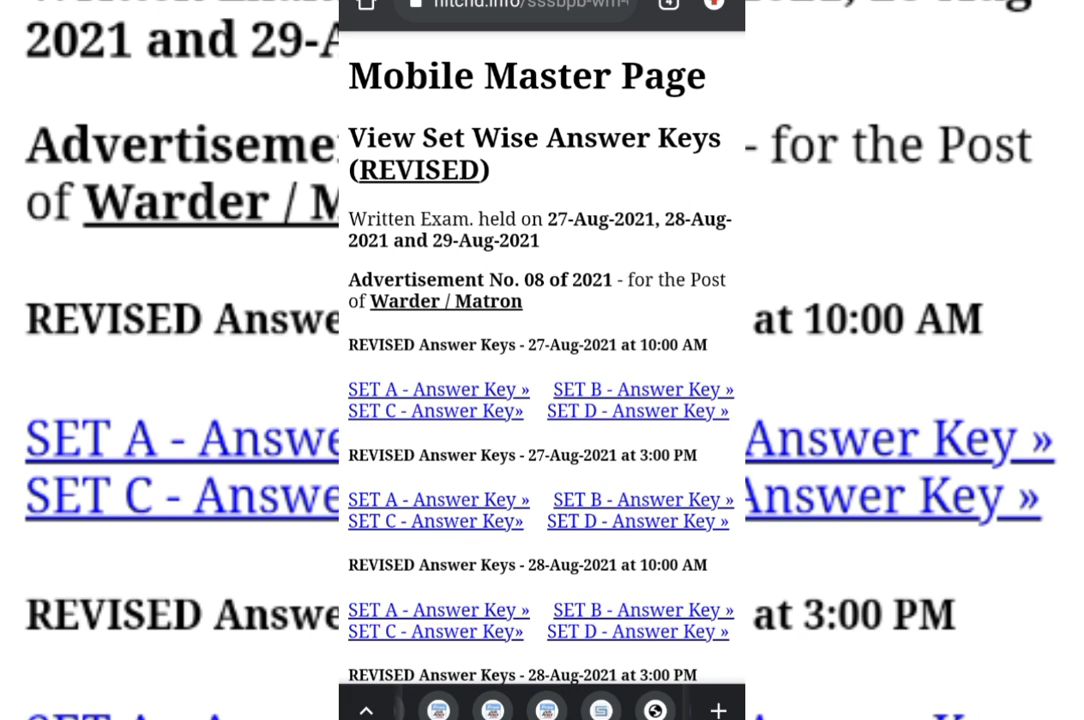 Mobile Master Page
View Set Wise Answer Keys
(REVISED)
Written Exam. held on 27-Aug-2021, 28-Aug-
2021 and 29-Aug-2021
Advertisement No. 08 of 2021 - for the Post
of Warder / Matron
REVISED Answer Keys - 27-Aug-2021 at 10:00 AM
SET A - Answer Key » SET B - Answer Key »
SET C - Answer Key» SET D - Answer Key »
REVISED Answer Keys - 27-Aug-2021 at 3:00 PM
SET A - Answer Key » SET B - Answer Key »
SET C - Answer Key» SET D - Answer Key »
REVISED Answer Keys - 28-Aug-2021 at 10:00 AM
SET A - Answer Key » SET B - Answer Key »
SET C - Answer Key» SET D - Answer Key »
REVISED Answer Keys - 28-Aug-2021 at 3:00 PM